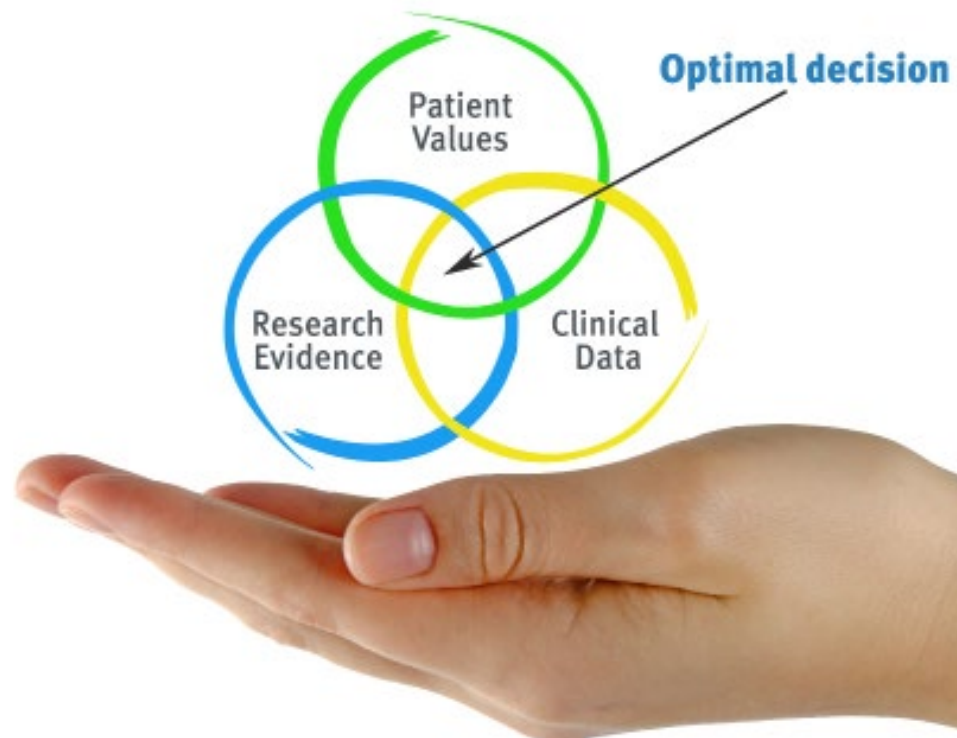 Optimal decision
Patient
Values
Research
Evidence
Clinical
Data